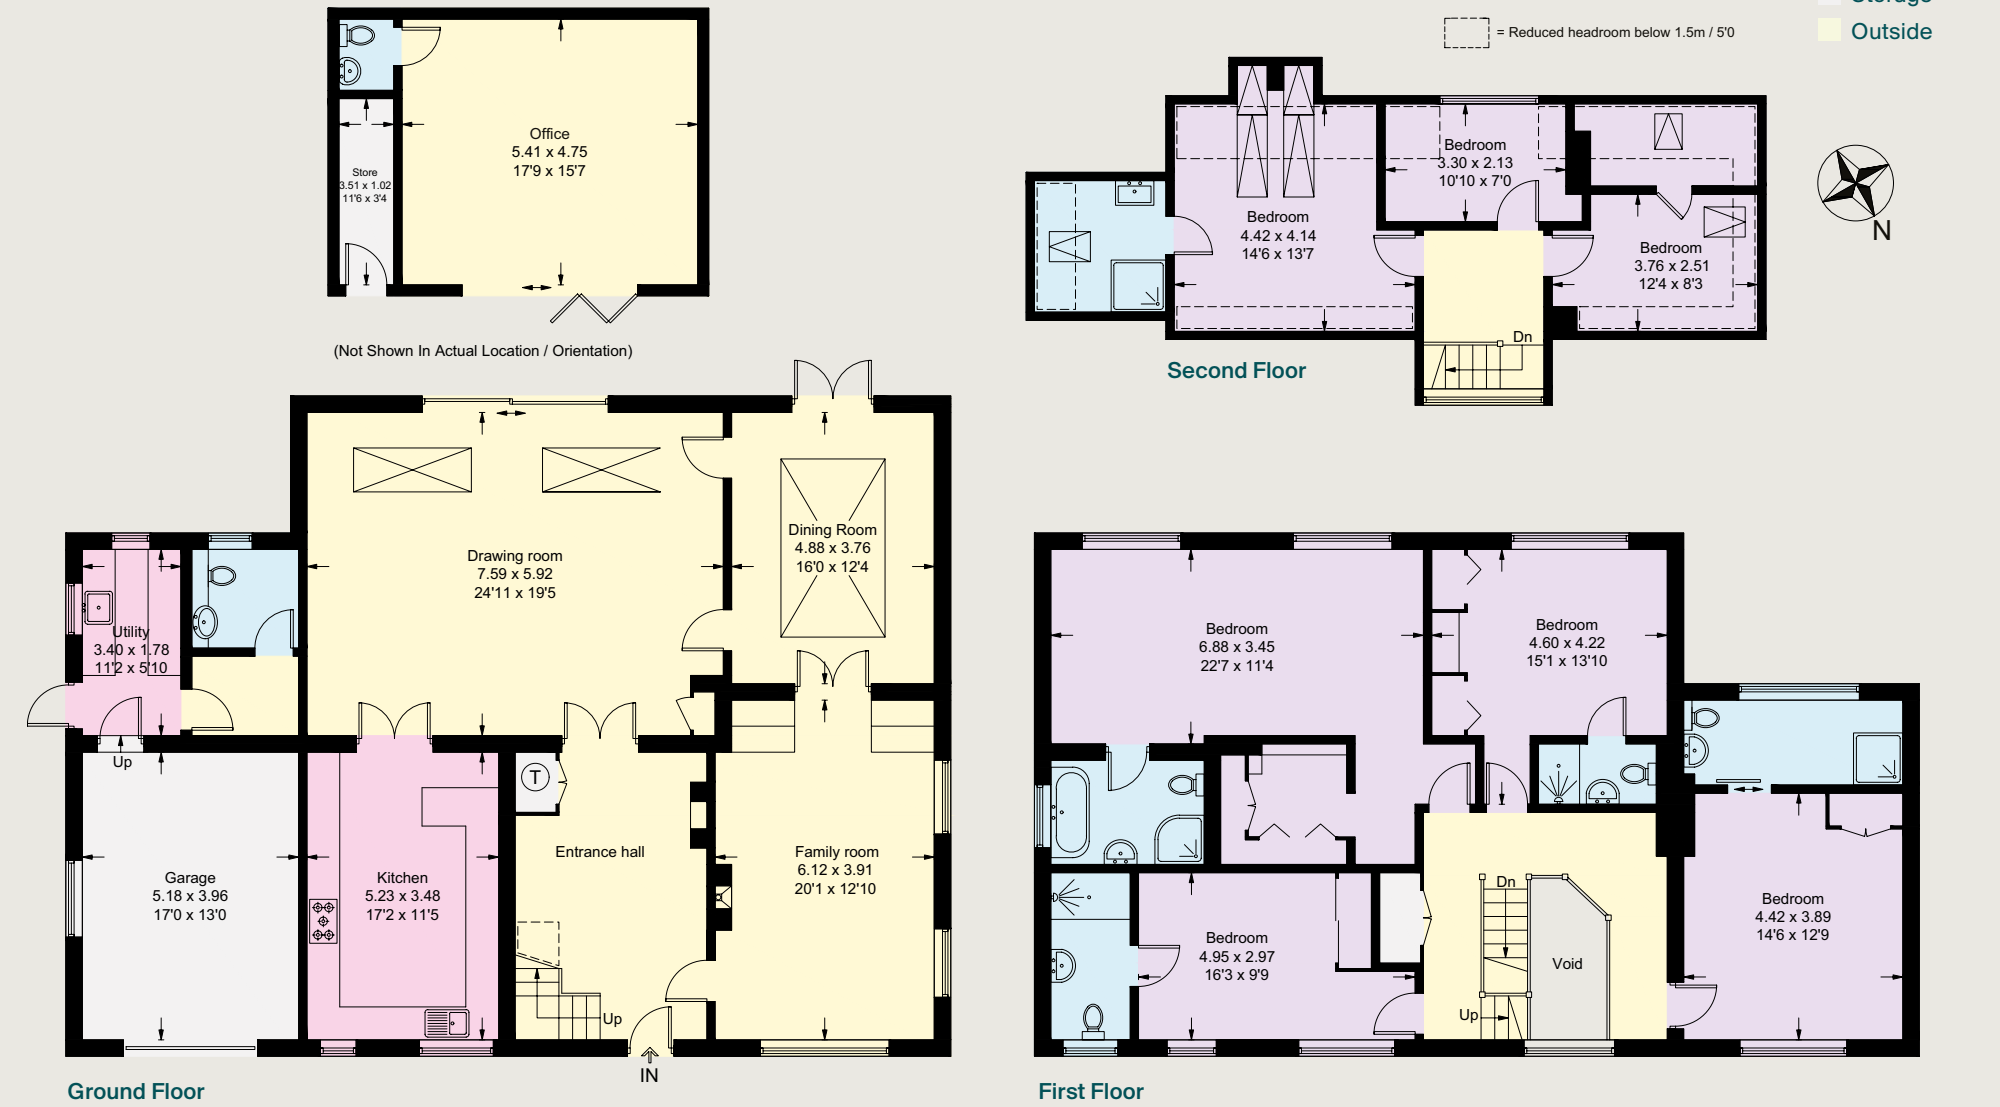 Storage
Outside
= Reduced headroom below 1.5m / 5'0
Office
5.41 x 4.75
17'9 x 15'7
Store
3.51 x 1.02
11'6 x 3'4
(Not Shown In Actual Location / Orientation)
Bedroom
4.42 x 4.14
14'6 x 13'7
Bedroom
3.30 x 2.13
10'10 x 7'0
Bedroom
3.76 x 2.51
12'4 x 8'3
Dn
Second Floor
N
Drawing room
7.59 x 5.92
24'11 x 19'5
Dining Room
4.88 x 3.76
16'0 x 12'4
Utility
3.40 x 1.78
11'2 x 5'10
Up
T
Entrance hall
Family room
6.12 x 3.91
20'1 x 12'10
Garage
5.18 x 3.96
17'0 x 13'0
Kitchen
5.23 x 3.48
17'2 x 11'5
Up
IN
Ground Floor
Bedroom
6.88 x 3.45
22'7 x 11'4
Bedroom
4.60 x 4.22
15'1 x 13'10
Bedroom
4.95 x 2.97
16'3 x 9'9
Dn
Void
Up
Bedroom
4.42 x 3.89
14'6 x 12'9
First Floor